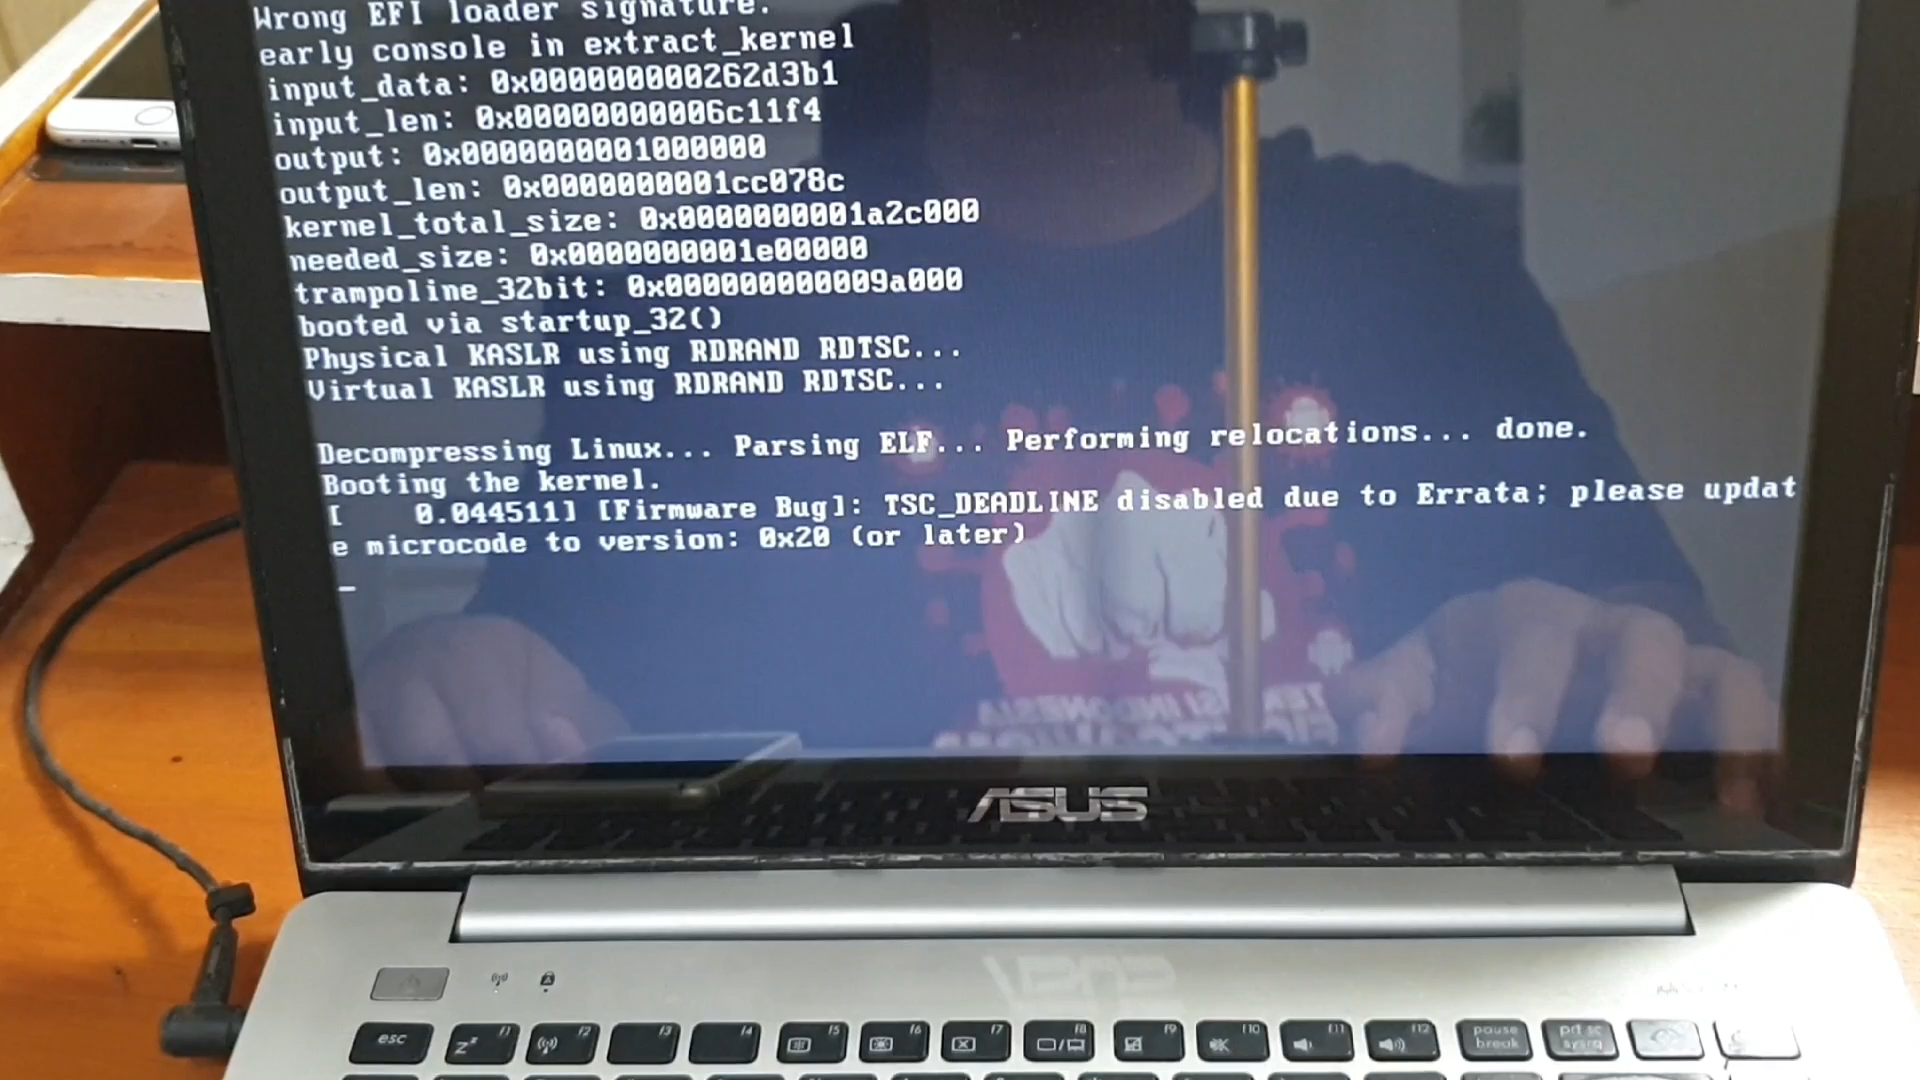 Wrong EFI loader signature.
early console in extract_kernel
input_data: 0x000000000262d3b1
input_len: 0x00000000006c11f4
output: 0x0000000001000000
output_len: 0x0000000001cc078c
kernel_total_size: 0x0000000001a2c000
needed_size: 0x0000000001e00000
trampoline_32bit: 0x000000000009a000
booted via startup_32()
Physical KASLR using RDRAND RDTSC...
Virtual KASLR using RDRAND RDTSC...
Decompressing Linux... Parsing ELF... Performing relocations... done.
Booting the kernel.
[    0.044511] [Firmware Bug]: TSC_DEADLINE disabled due to Errata; please updat
e microcode to version: 0x20 (or later)
_
INDONESIA
ASUS
esc f1 f2 f3 f4 f5 f6 f7 f8 f9 f10 f11 f12 pause break prt sc sysrq